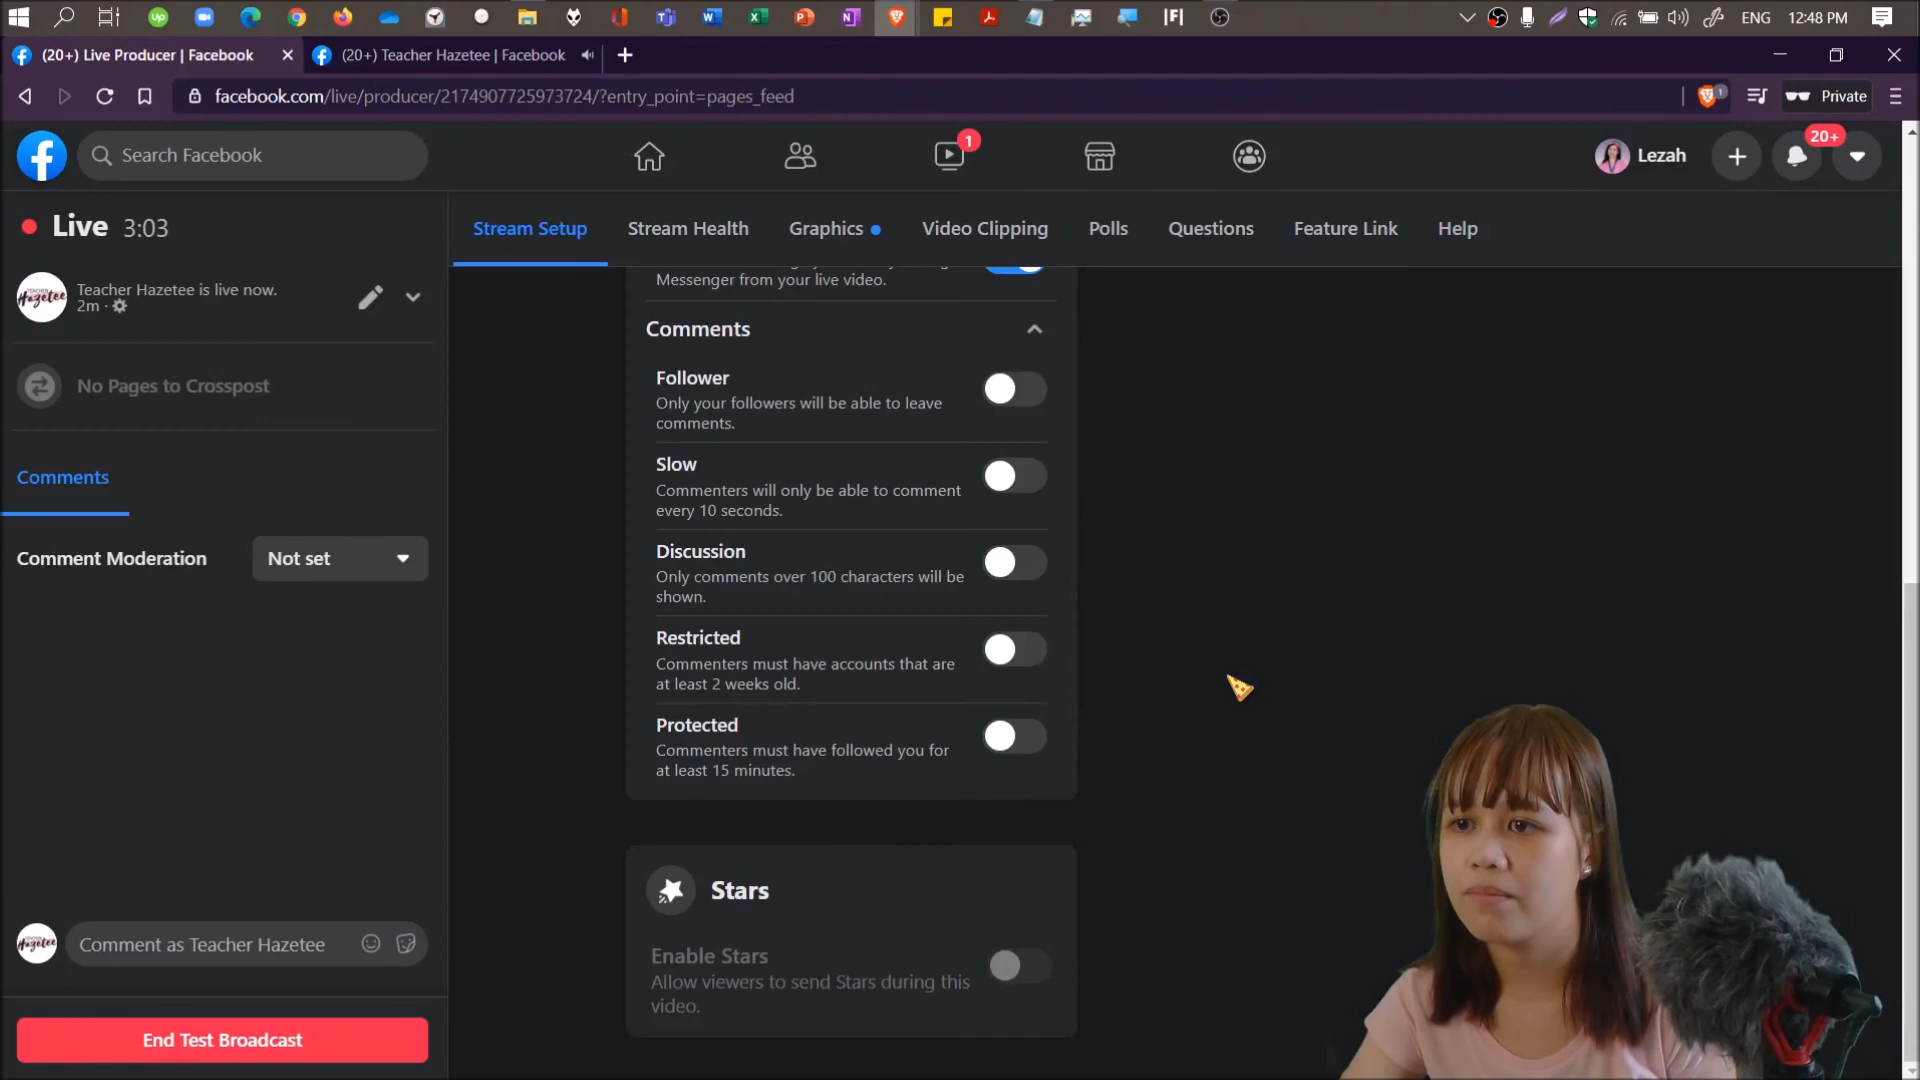 ENG 12:48 PM
(20+) Live Producer | Facebook
(20+) Teacher Hazetee | Facebook
facebook.com/live/producer/2174907725973724/?entry_point=pages_feed
1
Private
Search Facebook
1
Lezah
20+
Live 3:03
Teacher Hazetee is live now.
2m ·
No Pages to Crosspost
Comments
Comment Moderation
Not set
Comment as Teacher Hazetee
End Test Broadcast
Stream Setup
Stream Health
Graphics
Video Clipping
Polls
Questions
Feature Link
Help
Messenger from your live video.
Comments
Follower
Only your followers will be able to leave
comments.
Slow
Commenters will only be able to comment
every 10 seconds.
Discussion
Only comments over 100 characters will be
shown.
Restricted
Commenters must have accounts that are
at least 2 weeks old.
Protected
Commenters must have followed you for
at least 15 minutes.
Stars
Enable Stars
Allow viewers to send Stars during this
video.